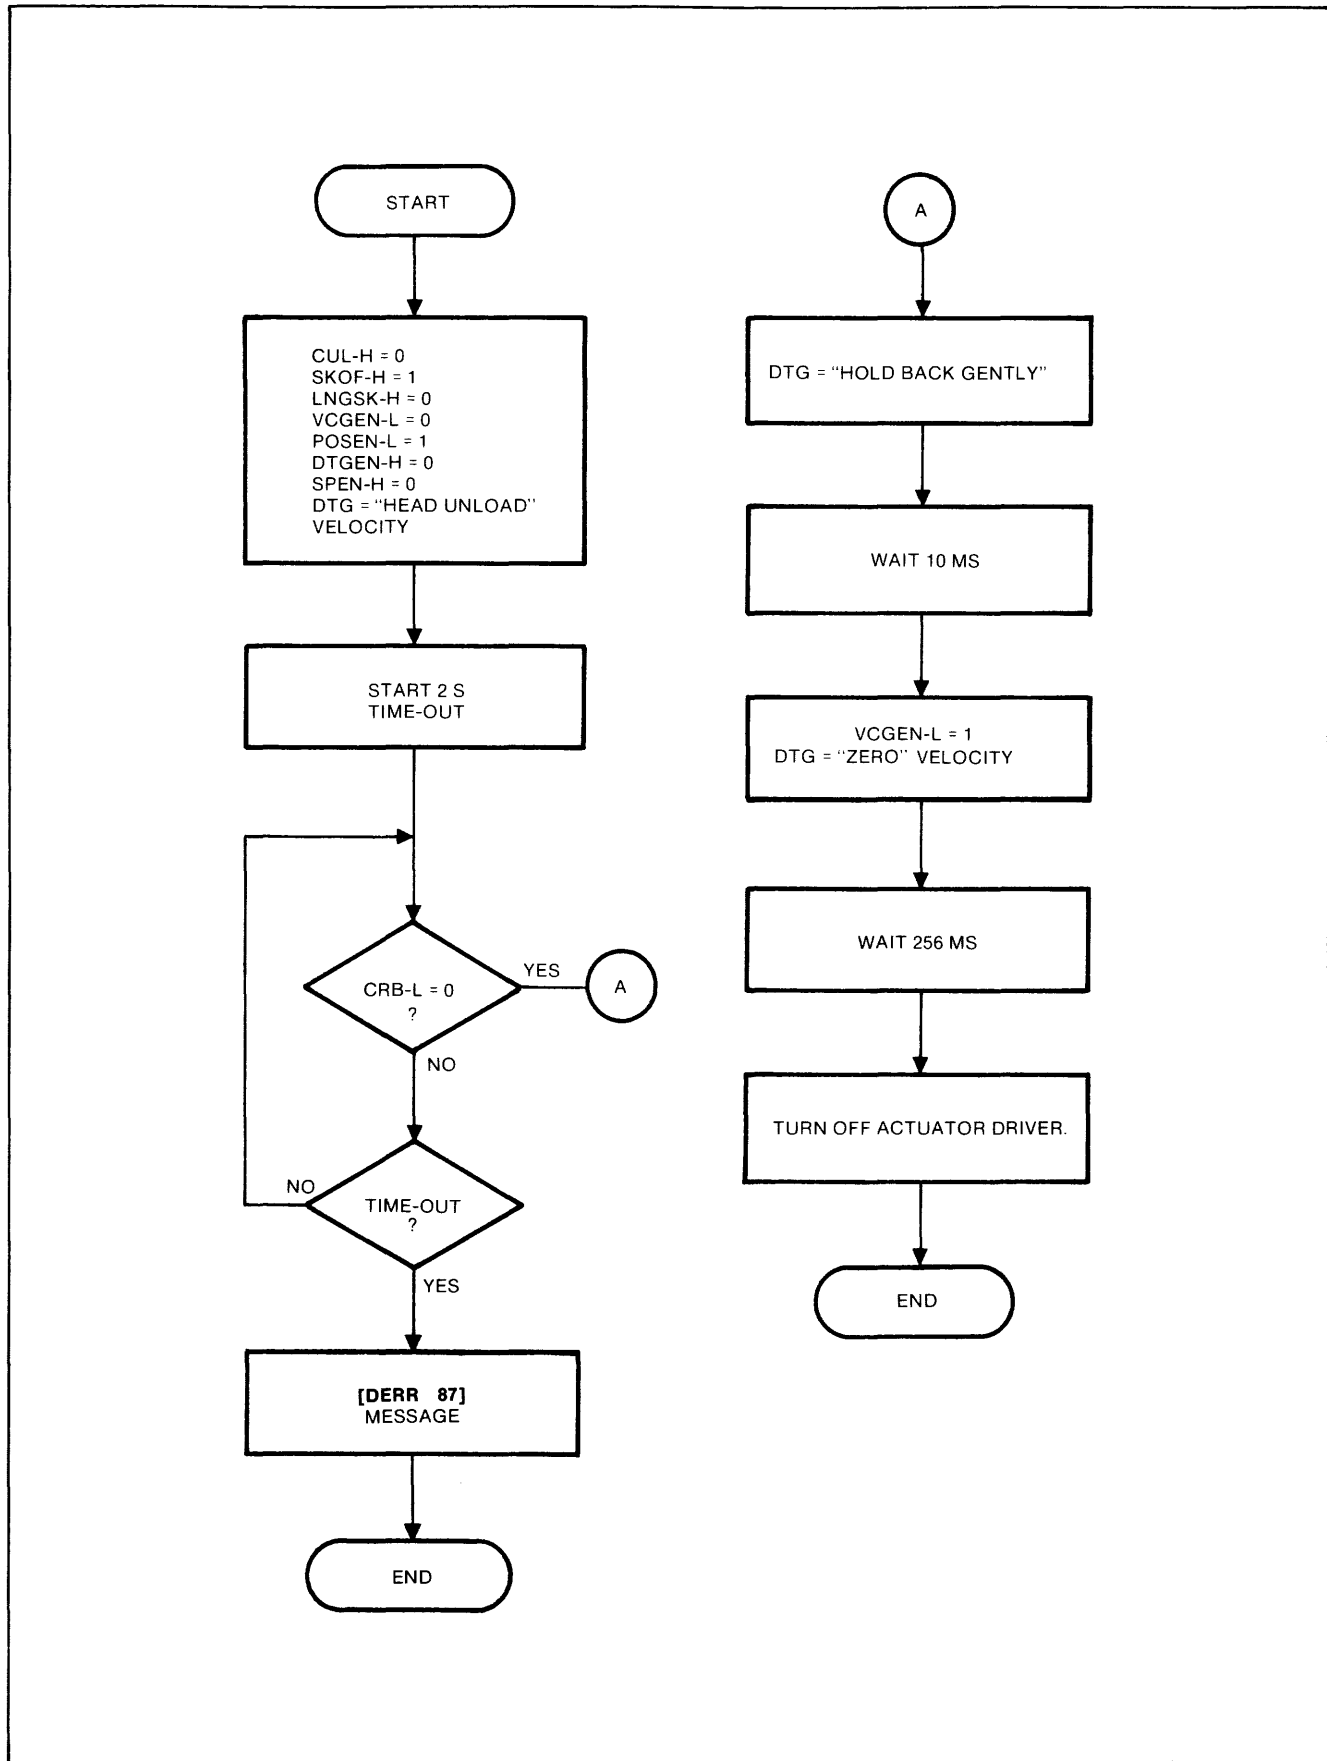 START
CUL-H = 0
SKOF-H = 1
LNGSK-H = 0
VCGEN-L = 0
POSEN-L = 1
DTGEN-H = 0
SPEN-H = 0
DTG = "HEAD UNLOAD"
VELOCITY
START 2 S
TIME-OUT
CRB-L = 0
?
YES
A
NO
TIME-OUT
?
NO
YES
[DERR 87]
MESSAGE
END
A
DTG = "HOLD BACK GENTLY"
WAIT 10 MS
VCGEN-L = 1
DTG = "ZERO" VELOCITY
WAIT 256 MS
TURN OFF ACTUATOR DRIVER.
END